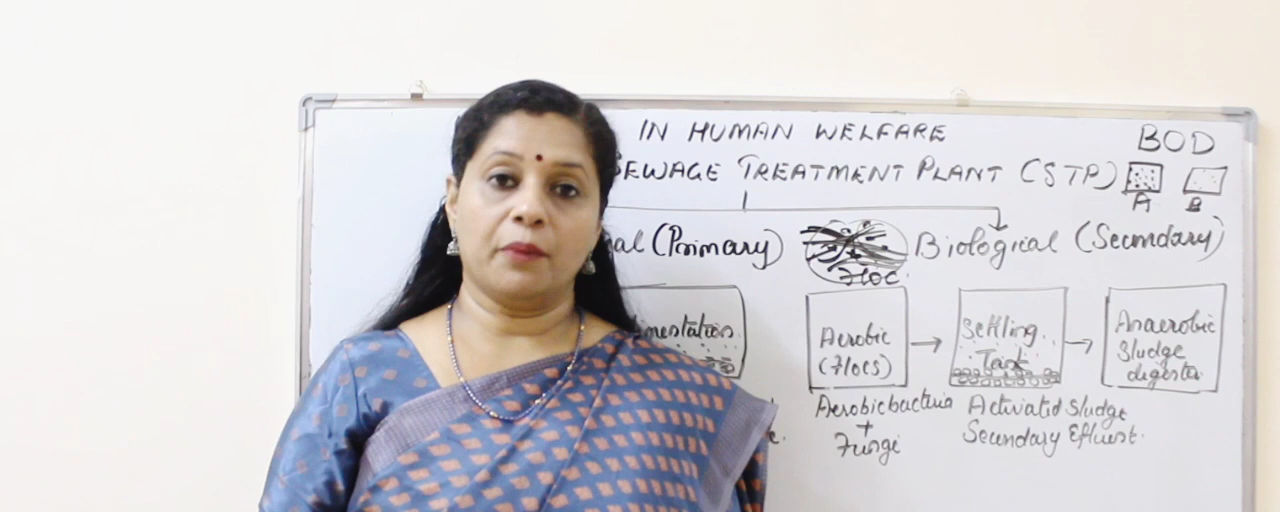 IN HUMAN WELFARE
BOD
SEWAGE TREATMENT PLANT (STP)
A B
(Primary)
Floc
Biological (Secondary)
Aerobic
(Flocs)
Settling
Tank
Anaerobic
Sludge
digester
Aerobic bacteria
+
Fungi
Activated Sludge
Secondary Effluent.